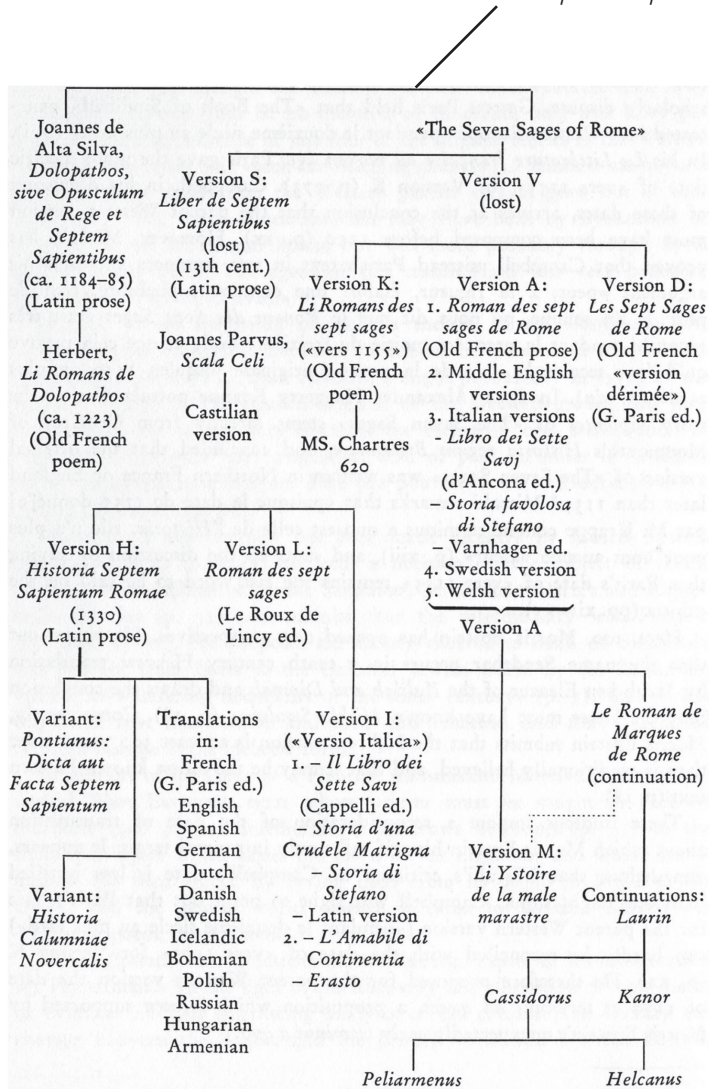 Joannes de
Alta Silva,
Dolopathos,
sive Opusculum
de Rege et
Septem
Sapientibus
(ca. 1184–85)
(Latin prose)
Herbert,
Li Romans de
Dolopathos
(ca. 1223)
(Old French
poem)
Version S:
Liber de Septem
Sapientibus
(lost)
(13th cent.)
(Latin prose)
Joannes Parvus,
Scala Celi
Castilian
version
«The Seven Sages of Rome»
Version V
(lost)
Version K:
Li Romans des
sept sages
(«vers 1155»)
(Old French
poem)
MS. Chartres
620
Version A:
1. Roman des sept
sages de Rome
(Old French prose)
2. Middle English
versions
3. Italian versions
– Libro dei Sette
Savj
(d'Ancona ed.)
– Storia favolosa
di Stefano
Varnhagen ed.
4. Swedish version
5. Welsh version
Version D:
Les Sept Sages
de Rome
(Old French
«version
dérimée»)
(G. Paris ed.)
Version H:
Historis Septem
Sapientum Romae
(1330)
(Latin prose)
Version L:
Roman des sept
sages
(Le Roux de
Lincy ed.)
Version A
Variant:
Pontianus:
Dicta aut
Facta Septem
Sapientum
Variant:
Historia
Calumniae
Novercalis.
Translations
in:
French
(G. Paris ed.)
English
Spanish
German
Dutch
Danish
Swedish
Icelandic
Bohemian
Polish
Russian
Hungarian
Armenian
Version I:
(«Versio Italica»)
1. – Il Libro dei
Sette Savi
(Cappelli ed.)
– Storia d'una
Crudele Matrigna
– Storia di
Stefano
– Latin version
2. – L'Amabile di
Continentia
– Erasto
Le Roman de
Marques
de Rome
(continuation)
Version M:
Li Ystoire
de la male
marastre
Continuations:
Laurin
Cassidorus
Kanor
Peliarmenus
Helcanus